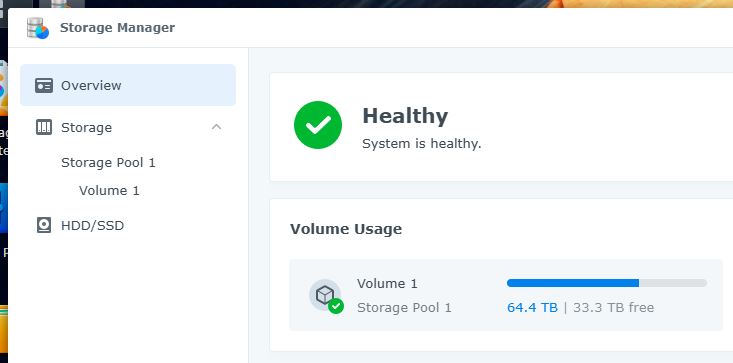 Storage Manager
Overview
Storage
Storage Pool 1
Volume 1
HDD/SSD
Healthy
System is healthy.
Volume Usage
Volume 1
Storage Pool 1
64.4 TB | 33.3 TB free